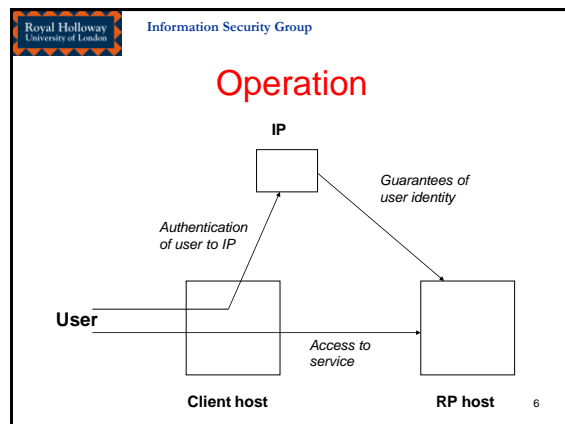 Royal Holloway
University of London
Information Security Group
Operation
IP
Guarantees of
user identity
Authentication
of user to IP
User
Access to
service
Client host
RP host
6